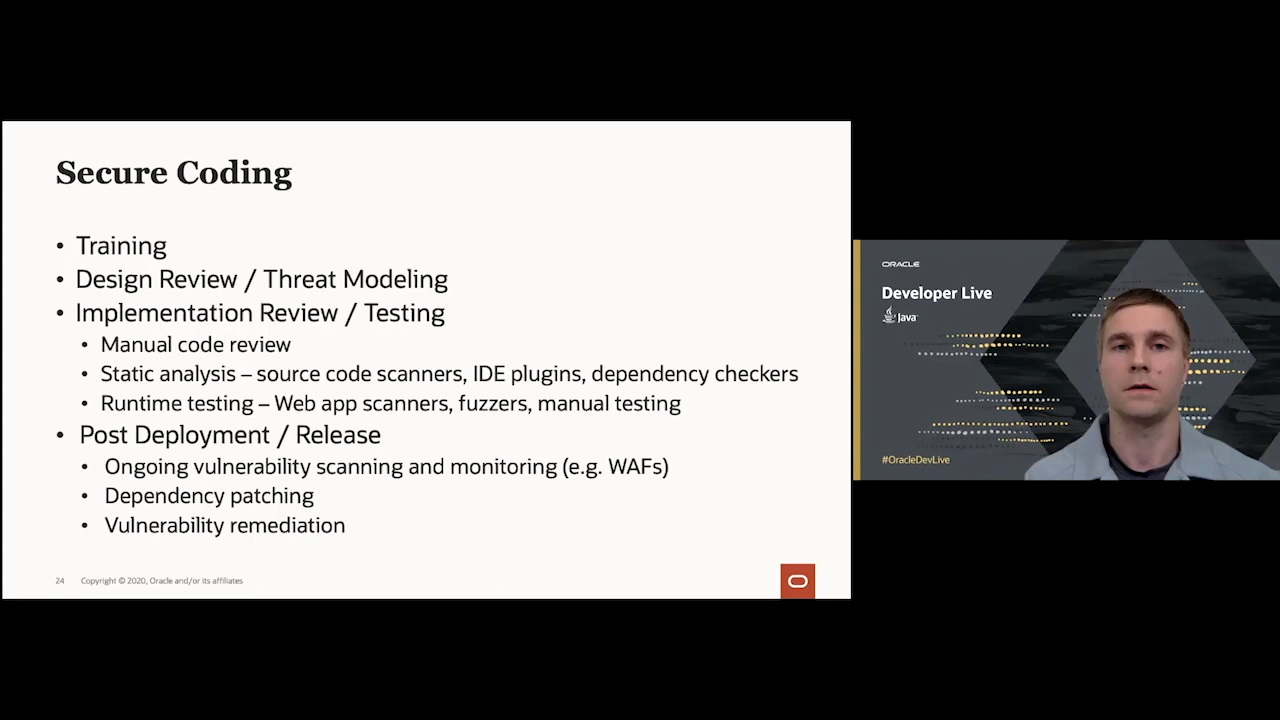 Secure Coding
• Training
• Design Review / Threat Modeling
• Implementation Review / Testing
• Manual code review
• Static analysis – source code scanners, IDE plugins, dependency checkers
• Runtime testing – Web app scanners, fuzzers, manual testing
• Post Deployment / Release
• Ongoing vulnerability scanning and monitoring (e.g. WAFs)
• Dependency patching
• Vulnerability remediation
24 Copyright © 2020, Oracle and/or its affiliates
ORACLE
Developer Live
Java
#OracleDevLive